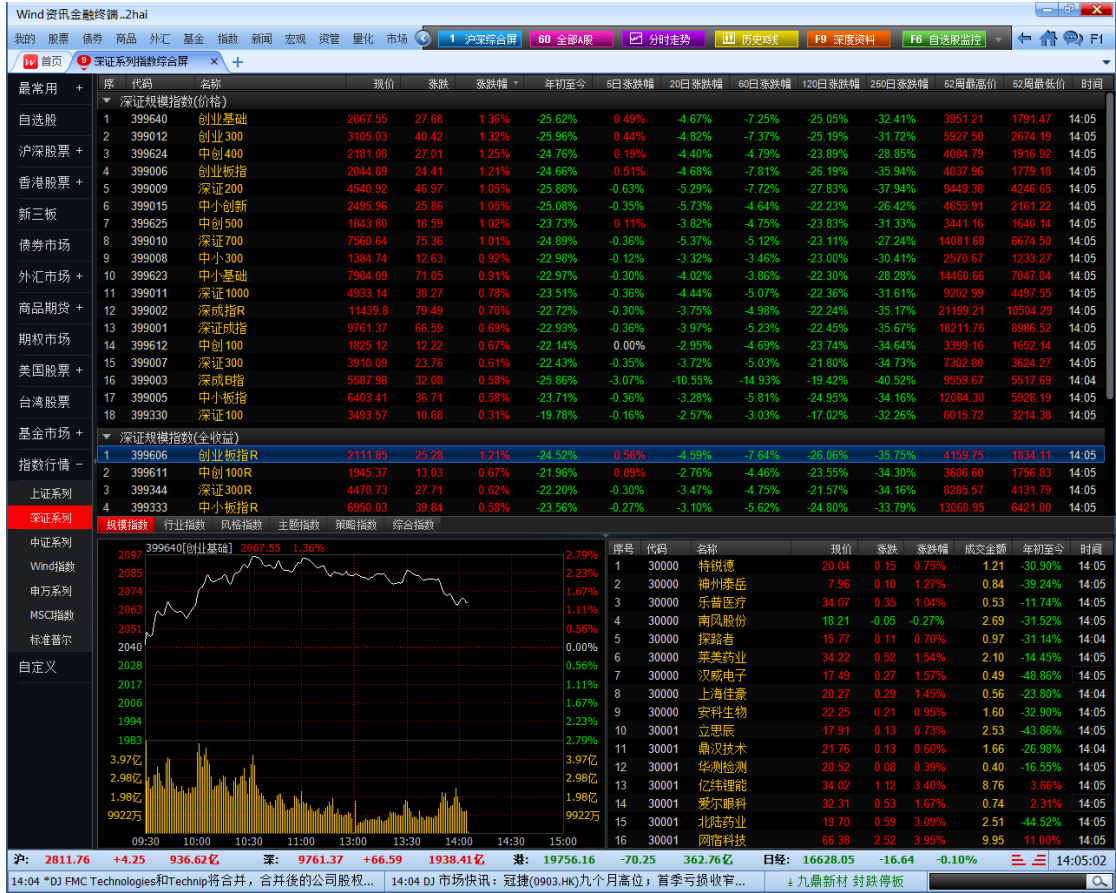 Wind资讯金融终端..2hai
我的 股票 债券 商品 外汇 基金 指数 新闻 宏观 资管 量化 市场 1 沪深综合屏 60 全部A股 分时走势 历史K线 F9 深度资料 F6 自选股监控 F1
首页 9 深证系列指数综合屏 × +
最常用 +
自选股
沪深股票 +
香港股票 +
新三板
债券市场
外汇市场 +
商品期货 +
期权市场
美国股票 +
台湾股票
基金市场 +
指数行情 −
上证系列
深证系列
中证系列
Wind指数
申万系列
MSCI指数
标准普尔
自定义
序 代码 名称 现价 涨跌 涨跌幅 年初至今 5日涨跌幅 20日涨跌幅 60日涨跌幅 120日涨跌幅 250日涨跌幅 52周最高价 52周最低价 时间
深证规模指数(价格)
1 399640 创业基础 2067.55 27.68 1.36% -25.62% 0.49% -4.67% -7.25% -25.05% -32.41% 3951.21 1791.47 14:05
2 399012 创业300 3105.03 40.42 1.32% -25.96% 0.44% -4.82% -7.37% -25.19% -31.72% 5927.50 2674.19 14:05
3 399624 中创400 2181.08 27.01 1.25% -24.76% 0.19% -4.40% -4.79% -23.89% -28.85% 4084.79 1916.92 14:05
4 399006 创业板指 2044.89 24.41 1.21% -24.66% 0.51% -4.68% -7.81% -26.19% -35.94% 4037.96 1779.18 14:05
5 399009 深证200 4540.92 46.97 1.05% -25.88% -0.63% -5.29% -7.72% -27.83% -37.94% 9449.38 4246.65 14:05
6 399015 中小创新 2495.96 25.86 1.05% -25.08% -0.35% -5.73% -4.64% -22.23% -26.42% 4655.91 2161.22 14:05
7 399625 中创500 1843.80 18.59 1.02% -23.73% 0.11% -3.82% -4.75% -23.83% -31.33% 3441.16 1640.14 14:05
8 399010 深证700 7560.64 75.36 1.01% -24.89% -0.36% -5.37% -5.12% -23.11% -27.24% 14081.68 6674.50 14:05
9 399008 中小300 1384.74 12.63 0.92% -22.98% -0.12% -3.32% -3.46% -23.00% -30.41% 2570.67 1233.27 14:05
10 399623 中小基础 7904.09 71.05 0.91% -22.97% -0.30% -4.02% -3.86% -22.30% -28.28% 14460.66 7047.04 14:05
11 399011 深证1000 4933.14 38.27 0.78% -23.51% -0.36% -4.44% -5.07% -22.36% -31.61% 9202.99 4497.55 14:05
12 399002 深成指R 11439.8 79.49 0.70% -22.72% -0.30% -3.75% -4.98% -22.24% -35.17% 21199.21 10504.29 14:05
13 399001 深证成指 9761.37 66.59 0.69% -22.93% -0.36% -3.97% -5.23% -22.45% -35.67% 18211.76 8986.52 14:05
14 399612 中创100 1825.12 12.22 0.67% -22.14% 0.00% -2.95% -4.69% -23.74% -34.64% 3399.16 1652.14 14:05
15 399007 深证300 3910.09 23.76 0.61% -22.43% -0.35% -3.72% -5.03% -21.80% -34.73% 7302.80 3624.27 14:05
16 399003 深成B指 5587.98 32.08 0.58% -25.86% -3.07% -10.55% -14.93% -19.42% -40.52% 9559.67 5517.69 14:04
17 399005 中小板指 6403.41 36.71 0.58% -23.71% -0.36% -3.28% -5.81% -24.95% -34.16% 12084.30 5928.19 14:05
18 399330 深证100 3493.57 10.68 0.31% -19.78% -0.16% -2.57% -3.03% -17.02% -32.26% 6015.72 3214.38 14:05
深证规模指数(全收益)
1 399606 创业板指R 2111.85 25.28 1.21% -24.52% 0.56% -4.59% -7.64% -26.06% -35.75% 4159.75 1834.11 14:05
2 399611 中创100R 1945.37 13.03 0.67% -21.96% 0.09% -2.76% -4.46% -23.55% -34.30% 3606.60 1756.83 14:05
3 399344 深证300R 4470.73 27.71 0.62% -22.20% -0.30% -3.47% -4.75% -21.57% -34.16% 8285.57 4131.79 14:05
4 399333 中小板指R 6950.03 39.84 0.58% -23.56% -0.27% -3.10% -5.62% -24.80% -33.79% 13060.95 6421.00 14:05
规模指数 行业指数 风格指数 主题指数 策略指数 综合指数
399640[创业基础] 2067.55 1.36%
2097 2.79%
2085 2.23%
2074 1.67%
2063 1.11%
2051 0.56%
2040 0.00%
2028 0.56%
2017 1.11%
2006 1.67%
1994 2.23%
1983 2.79%
3.97亿 3.97亿
2.98亿 2.98亿
1.98亿 1.98亿
9922万 9922万
09:30 10:00 10:30 11:00 13:00 13:30 14:00 14:30 15:00
序号 代码 名称 现价 涨跌 涨跌幅 成交金额 年初至今 时间
1 30000 特锐德 20.04 0.15 0.75% 1.21 -30.90% 14:05
2 30000 神州泰岳 7.96 0.10 1.27% 0.84 -39.24% 14:05
3 30000 乐普医疗 34.07 0.35 1.04% 0.53 -11.74% 14:05
4 30000 南风股份 18.21 -0.05 -0.27% 2.69 -31.52% 14:05
5 30000 探路者 15.77 0.11 0.70% 0.97 -31.14% 14:04
6 30000 莱美药业 34.22 0.52 1.54% 2.10 -14.45% 14:05
7 30000 汉威电子 17.49 0.27 1.57% 0.49 -48.86% 14:05
8 30000 上海佳豪 20.27 0.29 1.45% 0.56 -23.80% 14:04
9 30000 安科生物 22.25 0.21 0.95% 1.60 -32.90% 14:05
10 30001 立思辰 17.91 0.13 0.73% 2.53 -43.86% 14:05
11 30001 鼎汉技术 21.76 0.13 0.60% 1.66 -26.98% 14:04
12 30001 华测检测 20.52 0.08 0.39% 0.40 -16.55% 14:05
13 30001 亿纬锂能 34.02 1.12 3.40% 8.76 3.66% 14:05
14 30001 爱尔眼科 32.31 0.53 1.67% 0.74 2.31% 14:05
15 30001 北陆药业 19.70 0.59 3.09% 2.51 -44.52% 14:05
16 30001 网宿科技 66.38 2.52 3.95% 9.95 11.00% 14:05
沪: 2811.76 +4.25 936.62亿 深: 9761.37 +66.59 1938.41亿 港: 19756.16 -70.25 362.76亿 日经: 16628.05 -16.64 -0.10% 14:05:02
14:04 *DJ FMC Technologies和Technip将合并，合并後的公司股权... 14:04 DJ 市场快讯：冠捷(0903.HK)九个月高位；首季亏损收窄... 九鼎新材 封跌停板